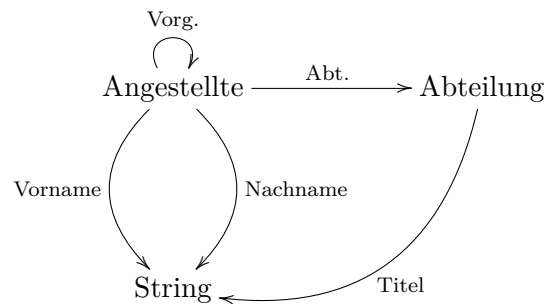 Vorg.
Angestellte
Abt.
Abteilung
Vorname
Nachname
String
Titel